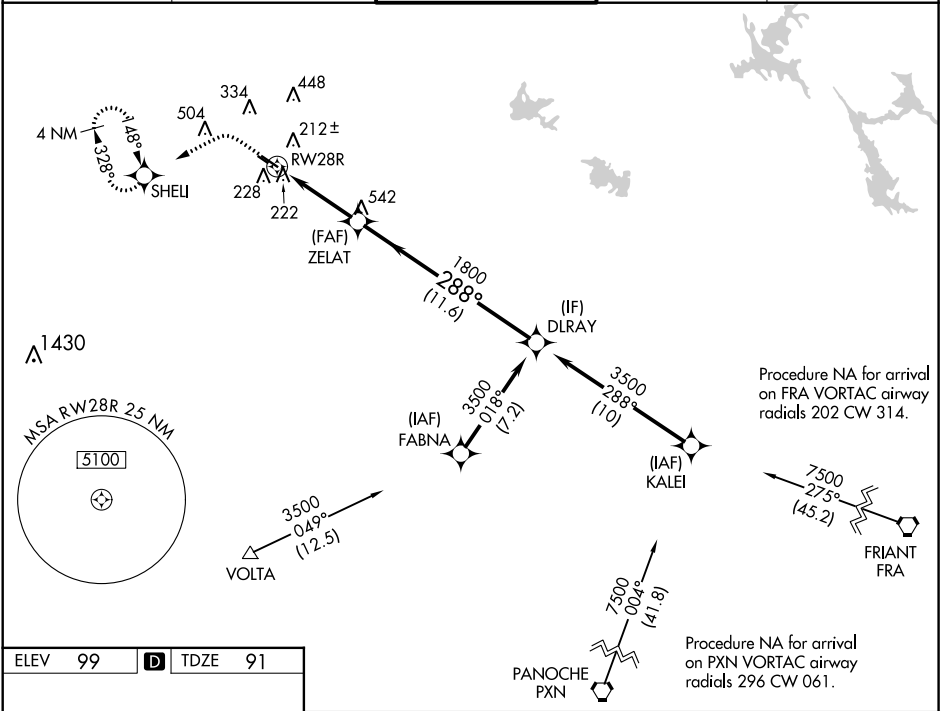 448
334
504
212±
4 NM
48°
328°
RW28R
SHELI
228
222
542
(FAF)
ZELAT
1800
288°
(11.6)
(IF)
DLRAY
1430
3500
288°
(10)
Procedure NA for arrival
on FRA VORTAC airway
radials 202 CW 314.
MSA RW28R 25 NM
5100
(IAF)
FABNA
3500
018°
(7.2)
(IAF)
KALEI
3500
049°
(12.5)
VOLTA
7500
275°
(45.2)
FRIANT
FRA
7500
004°
(41.8)
PANOCHE
PXN
Procedure NA for arrival
on PXN VORTAC airway
radials 296 CW 061.
ELEV 99 D TDZE 91